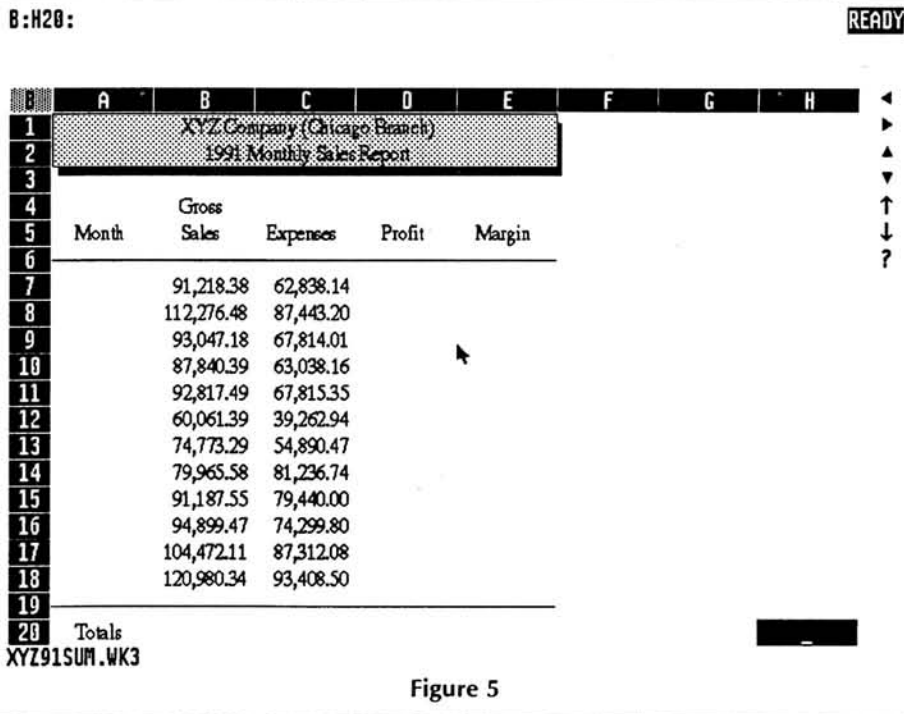 B:H20: READY
B A B C D E F G H
1 XYZ Company (Chicago Branch)
2 1991 Monthly Sales Report
3
4 Gross
5 Month Sales Expenses Profit Margin
6 ?
7 91,218.38 62,838.14
8 112,276.48 87,443.20
9 93,047.18 67,814.01
10 87,840.39 63,038.16
11 92,817.49 67,815.35
12 60,061.39 39,262.94
13 74,773.29 54,890.47
14 79,965.58 81,236.74
15 91,187.55 79,440.00
16 94,899.47 74,299.80
17 104,472.11 87,312.08
18 120,980.34 93,408.50
19
20 Totals
XYZ91SUM.WK3
Figure 5